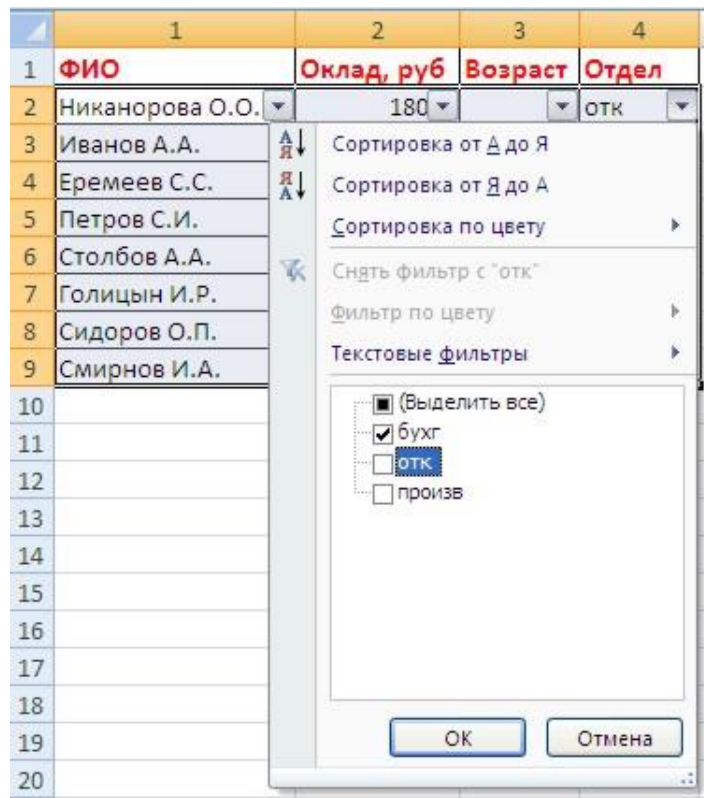 1 2 3 4
1 ФИО Оклад, руб Возраст Отдел
2 Никанорова О.О. 180 отк
3 Иванов А.А.
4 Еремеев С.С.
5 Петров С.И.
6 Столбов А.А.
7 Голицын И.Р.
8 Сидоров О.П.
9 Смирнов И.А.
10
11
12
13
14
15
16
17
18
19
20
Сортировка от А до Я
Сортировка от Я до А
Сортировка по цвету
Снять фильтр с "отк"
Фильтр по цвету
Текстовые фильтры
(Выделить все)
бухг
отк
произв
ОК Отмена